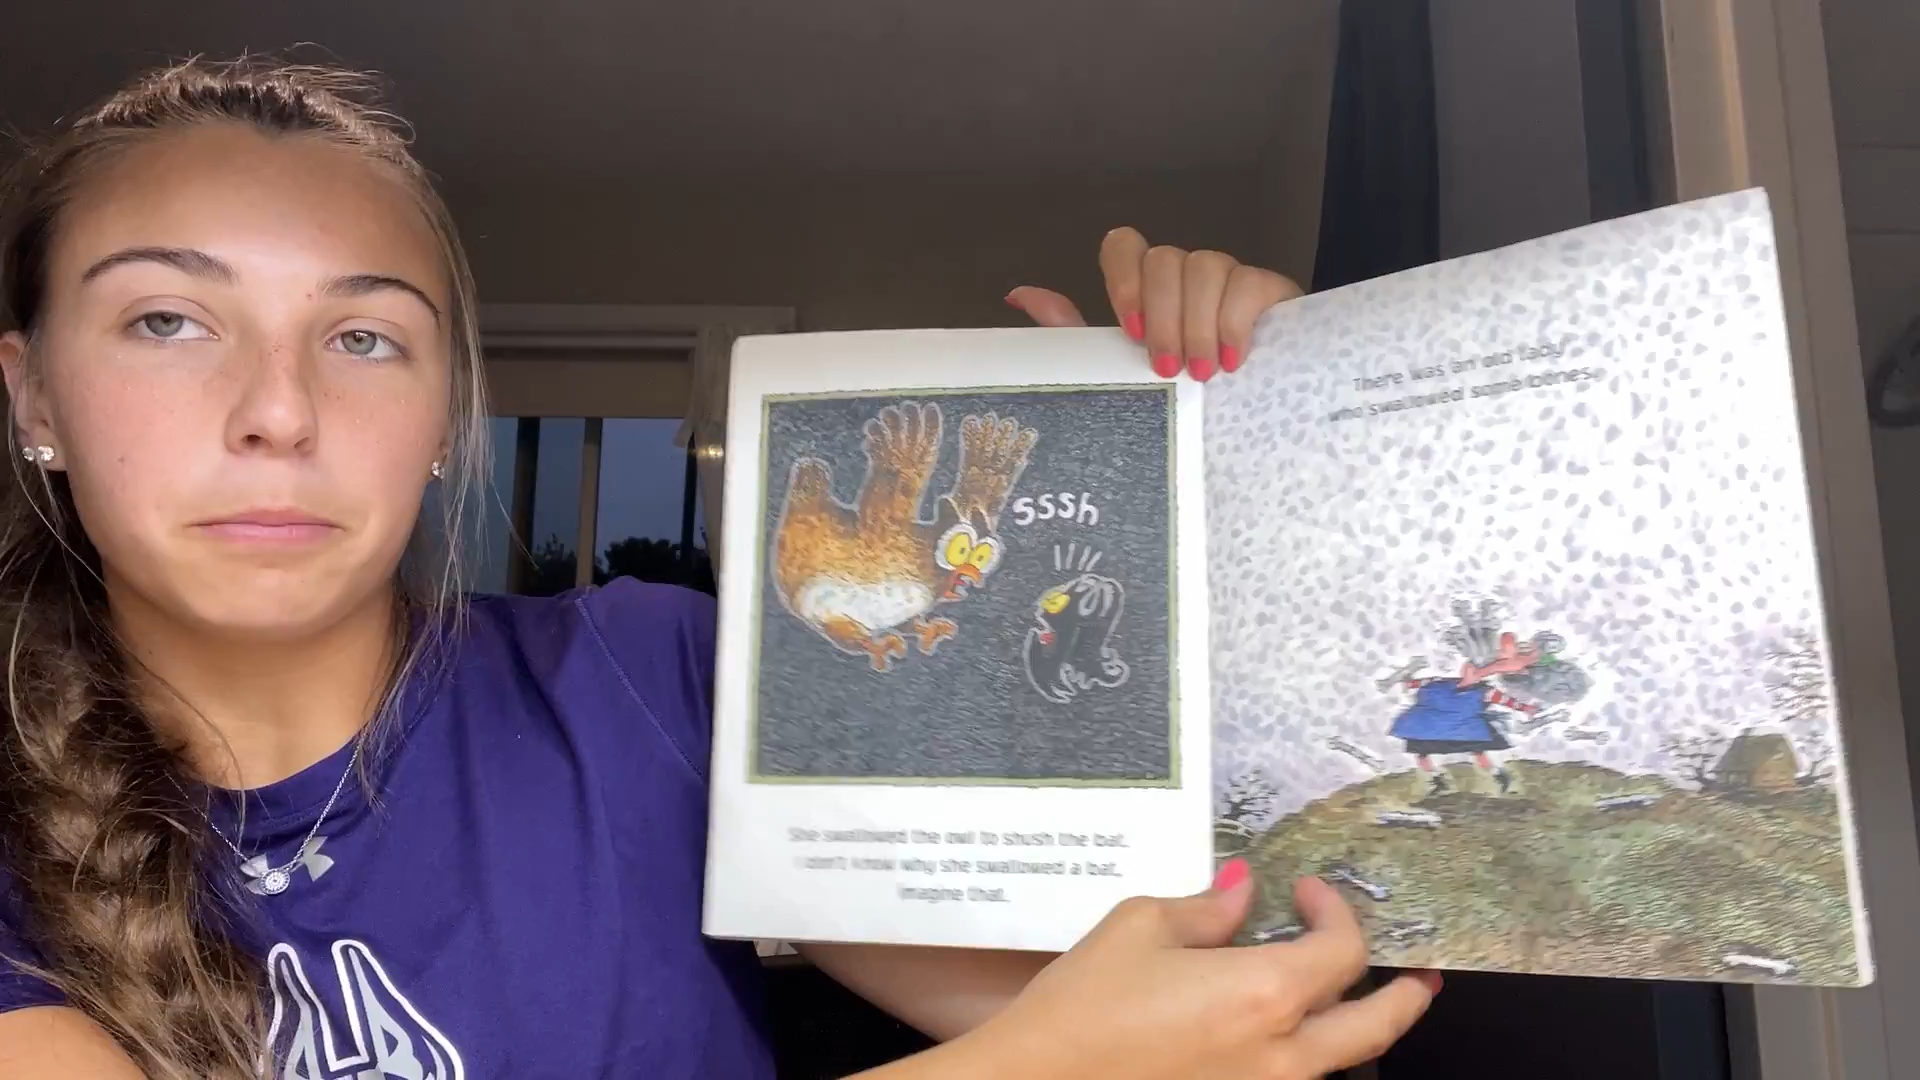 sssh
She swallowed the owl to shush the bat.
I don't know why she swallowed a bat.
Imagine that.
There was an old lady
who swallowed some bones.